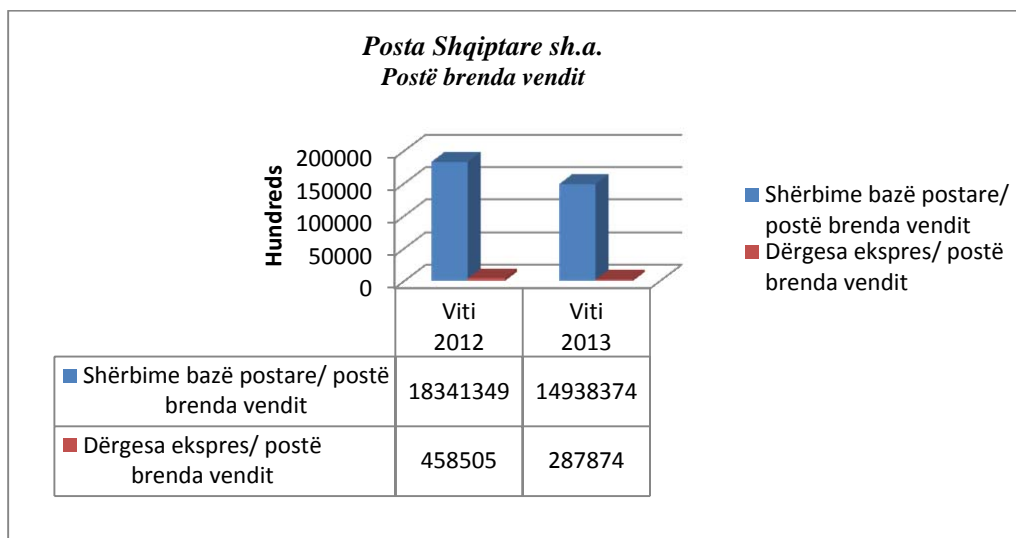 Posta Shqiptare sh.a.
Postë brenda vendit
Hundreds
200000
150000
100000
50000
0
Shërbime bazë postare/
postë brenda vendit
Dërgesa ekspres/ postë
brenda vendit
Viti
2012
Viti
2013
Shërbime bazë postare/ postë
brenda vendit
18341349
14938374
Dërgesa ekspres/ postë
brenda vendit
458505
287874